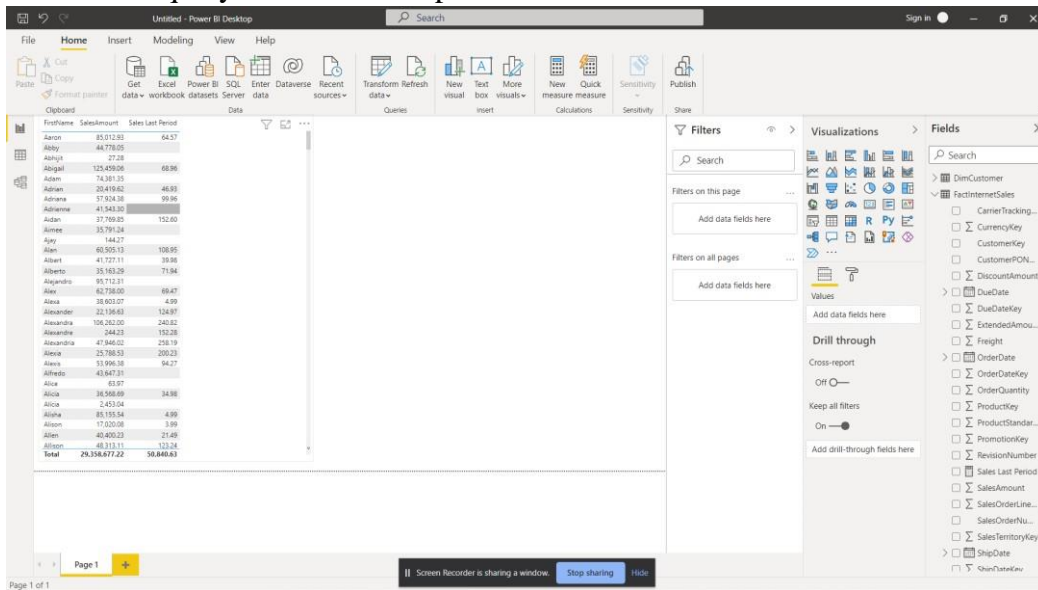 Untitled - Power BI Desktop
Search
Sign in
File Home Insert Modeling View Help
Paste
Cut
Copy
Format painter
Get data
Excel workbook
Power BI datasets
SQL Server
Enter data
Dataverse
Recent sources
Transform data
Refresh
New visual
Text box
More visuals
New measure
Quick measure
Sensitivity
Publish
Clipboard Data Queries Insert Calculations Sensitivity Share
FirstName SalesAmount Sales Last Period
Aaron 85,012.93 64.57
Abby 44,778.05
Abhijit 27.28
Abigail 125,459.06 68.96
Adam 74,381.35
Adrian 20,419.62 46.93
Adriana 57,924.38 99.96
Adrienne 41,543.30
Aidan 37,769.85 152.60
Aimee 35,791.24
Ajay 144.27
Alan 60,505.13 108.95
Albert 41,727.11 39.98
Alberto 35,163.29 71.94
Alejandro 95,712.31
Alex 62,738.00 69.47
Alexa 38,603.07 4.99
Alexander 22,136.63 124.97
Alexandra 106,262.00 240.82
Alexandre 244.23 152.28
Alexandria 47,946.02 258.19
Alexia 25,788.53 200.23
Alexis 53,996.38 94.27
Alfredo 43,647.31
Alice 63.97
Alicia 36,568.69 34.98
Alicia 2,453.04
Alisha 85,155.54 4.99
Alison 17,020.08 3.99
Allen 40,400.23 21.49
Allison 48,313.11 123.24
Total 29,358,677.22 50,840.63
Filters
Search
Filters on this page
Add data fields here
Filters on all pages
Add data fields here
Visualizations
R Py
Values
Add data fields here
Drill through
Cross-report
Off
Keep all filters
On
Add drill-through fields here
Fields
Search
DimCustomer
FactInternetSales
CarrierTracking...
CurrencyKey
CustomerKey
CustomerPON...
DiscountAmount
DueDate
DueDateKey
ExtendedAmou...
Freight
OrderDate
OrderDateKey
OrderQuantity
ProductKey
ProductStandar...
PromotionKey
RevisionNumber
Sales Last Period
SalesAmount
SalesOrderLine...
SalesOrderNu...
SalesTerritoryKey
ShipDate
ShipDateKey
Page 1
Screen Recorder is sharing a window. Stop sharing Hide
Page 1 of 1